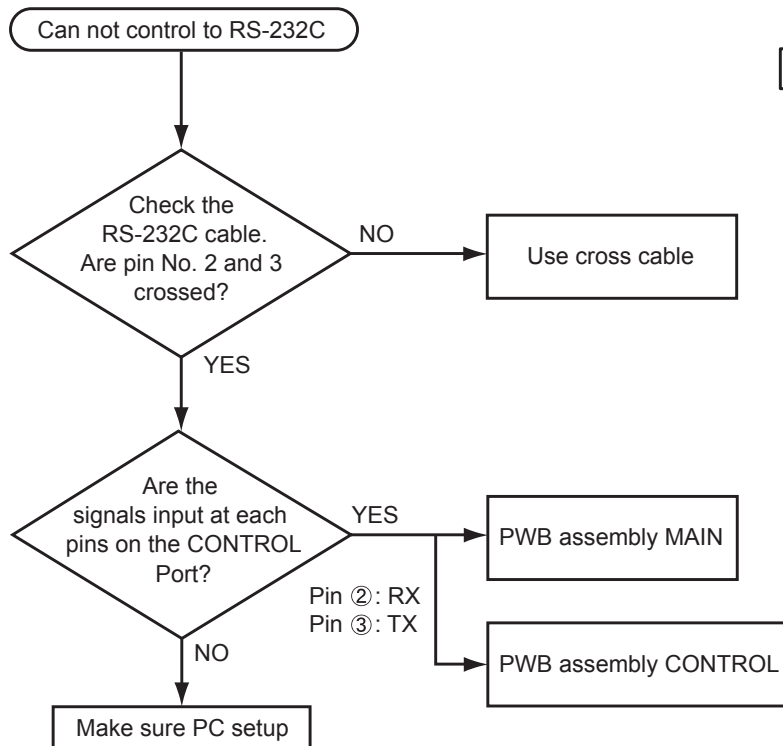 Can not control to RS-232C
Check the
RS-232C cable.
Are pin No. 2 and 3
crossed?
NO
Use cross cable
YES
Are the
signals input at each
pins on the CONTROL
Port?
YES
PWB assembly MAIN
Pin ②: RX
Pin ③: TX
PWB assembly CONTROL
NO
Make sure PC setup